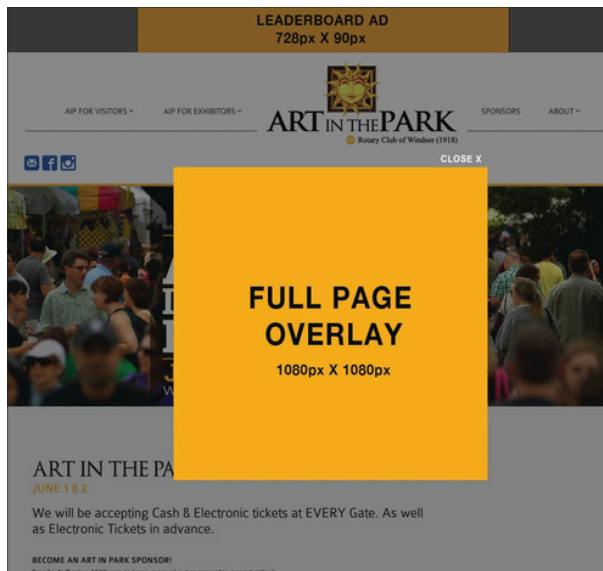 LEADERBOARD AD
728px X 90px
AIP FOR VISITORS
AIP FOR EXHIBITORS
ART IN THE PARK
Rotary Club of Windsor (1918)
SPONSORS
ABOUT
CLOSE X
FULL PAGE
OVERLAY
1080px X 1080px
ART IN THE PA
JUNE 1 & 2
We will be accepting Cash & Electronic tickets at EVERY Gate. As well
as Electronic Tickets in advance.
BECOME AN ART IN PARK SPONSOR!